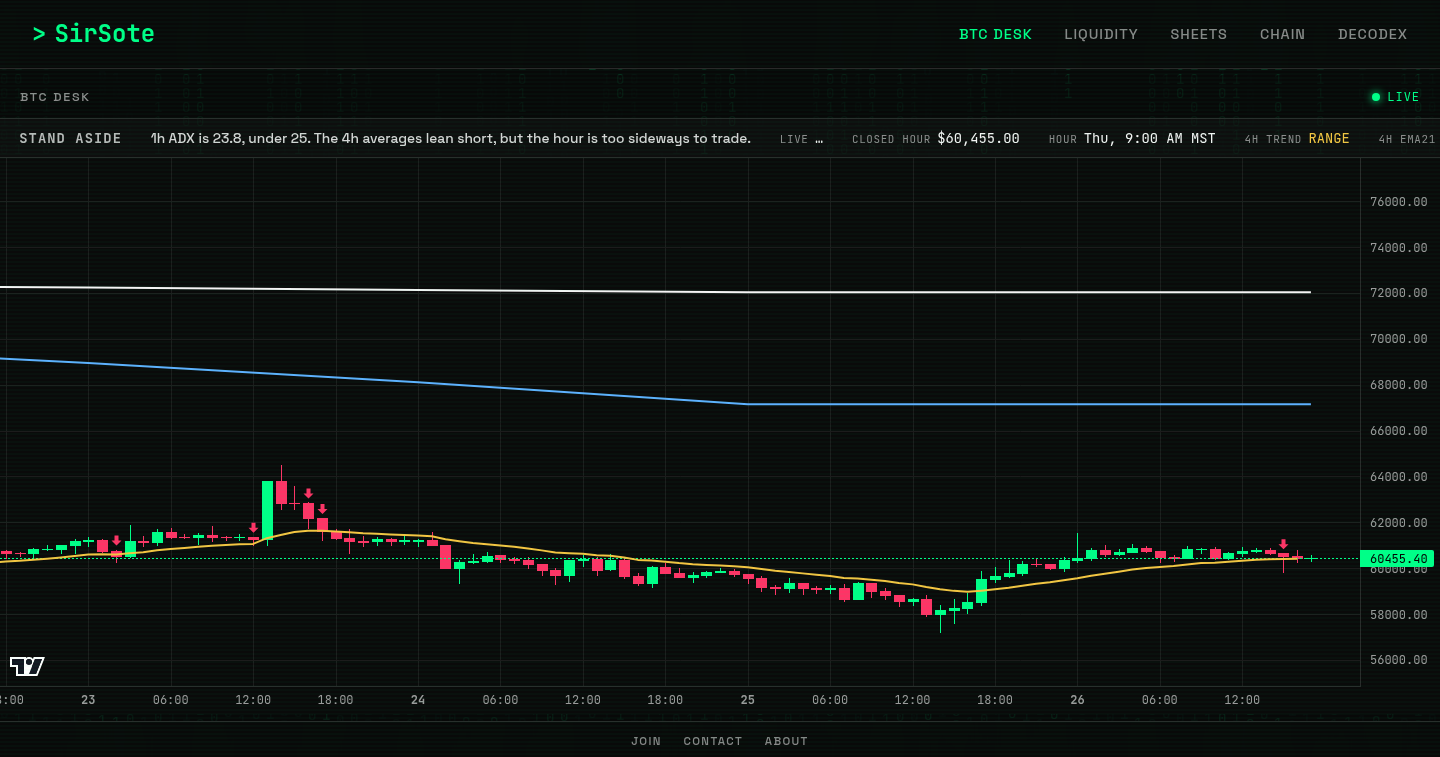 > SirSote
BTC DESK LIQUIDITY SHEETS CHAIN DECODEX
BTC DESK
LIVE
STAND ASIDE 1h ADX is 23.8, under 25. The 4h averages lean short, but the hour is too sideways to trade. LIVE … CLOSED HOUR $60,455.00 HOUR Thu, 9:00 AM MST 4H TREND RANGE 4H EMA21
76000.00
74000.00
72000.00
70000.00
68000.00
66000.00
64000.00
62000.00
60455.40
60000.00
58000.00
56000.00
:00 23 06:00 12:00 18:00 24 06:00 12:00 18:00 25 06:00 12:00 18:00 26 06:00 12:00
JOIN CONTACT ABOUT